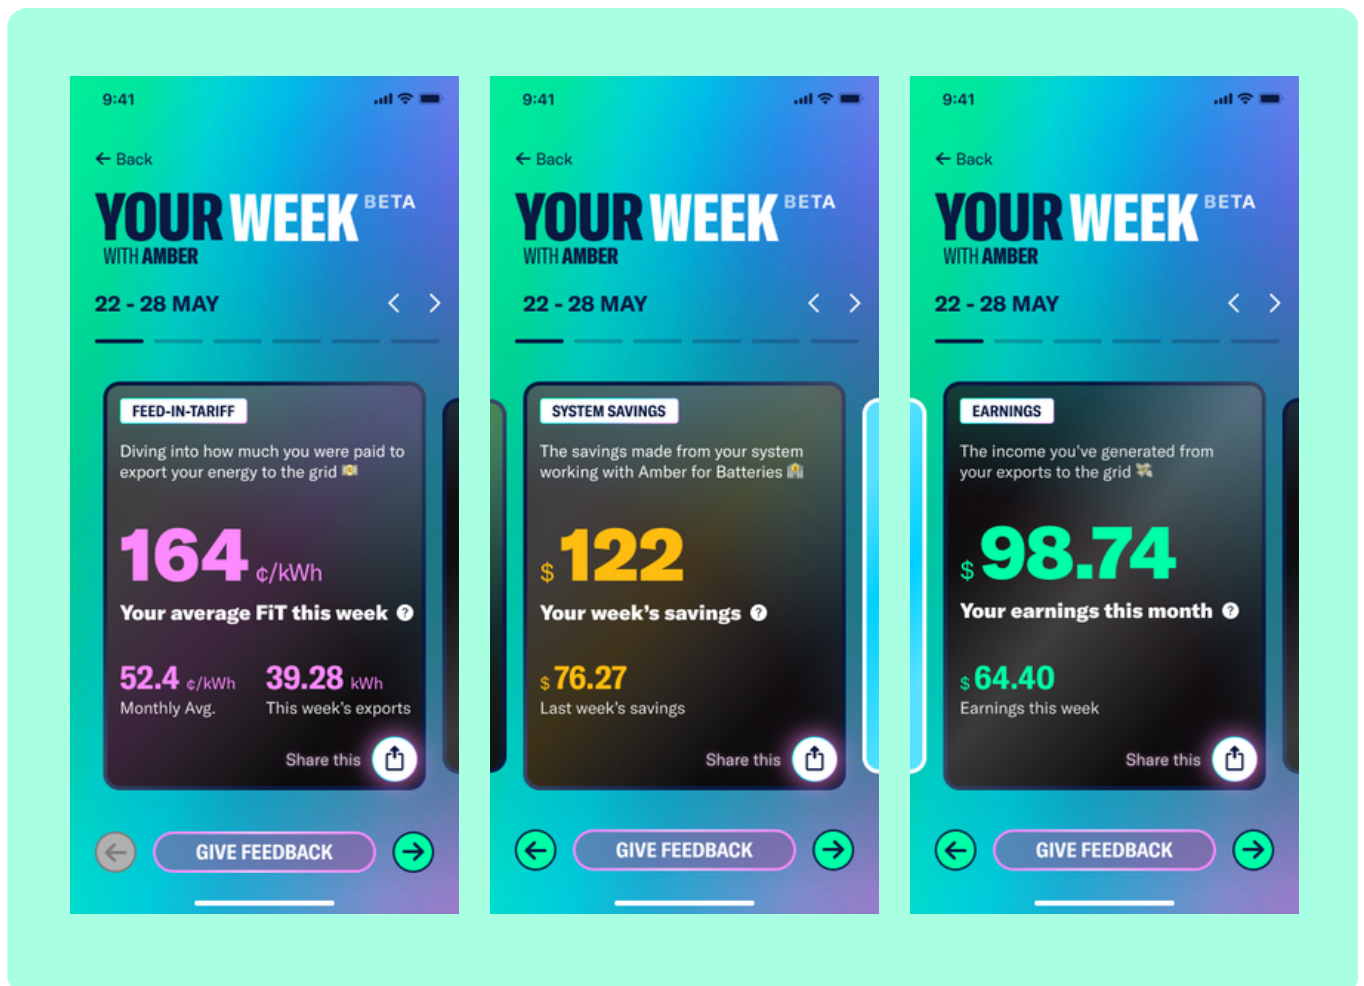 9:41
← Back
YOUR WEEK BETA
WITH AMBER
22 - 28 MAY
FEED-IN-TARIFF
Diving into how much you were paid to
export your energy to the grid
164 ¢/kWh
Your average FiT this week ?
52.4 ¢/kWh 39.28 kWh
Monthly Avg. This week's exports
Share this
GIVE FEEDBACK
9:41
← Back
YOUR WEEK BETA
WITH AMBER
22 - 28 MAY
SYSTEM SAVINGS
The savings made from your system
working with Amber for Batteries
$ 122
Your week's savings ?
$ 76.27
Last week's savings
Share this
GIVE FEEDBACK
9:41
← Back
YOUR WEEK BETA
WITH AMBER
22 - 28 MAY
EARNINGS
The income you've generated from
your exports to the grid
$ 98.74
Your earnings this month ?
$ 64.40
Earnings this week
Share this
GIVE FEEDBACK